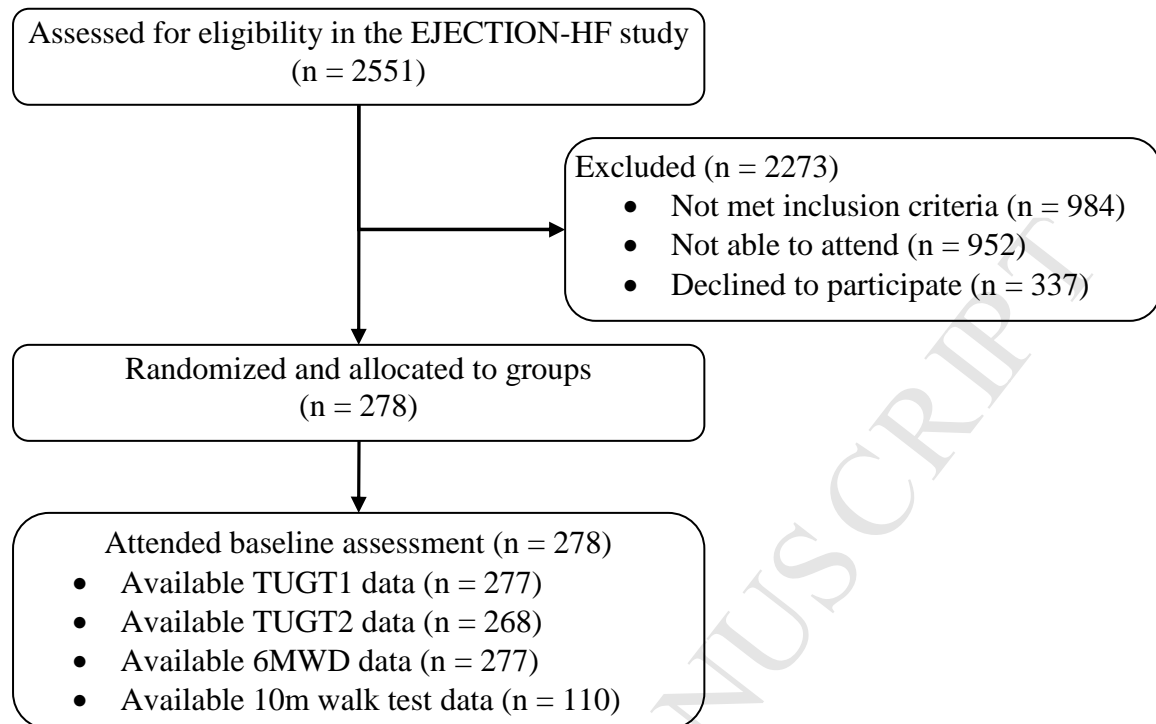 Assessed for eligibility in the EJECTION-HF study
(n = 2551)
Excluded (n = 2273)
• Not met inclusion criteria (n = 984)
• Not able to attend (n = 952)
• Declined to participate (n = 337)
Randomized and allocated to groups
(n = 278)
Attended baseline assessment (n = 278)
• Available TUGT1 data (n = 277)
• Available TUGT2 data (n = 268)
• Available 6MWD data (n = 277)
• Available 10m walk test data (n = 110)
NUSCRIPT